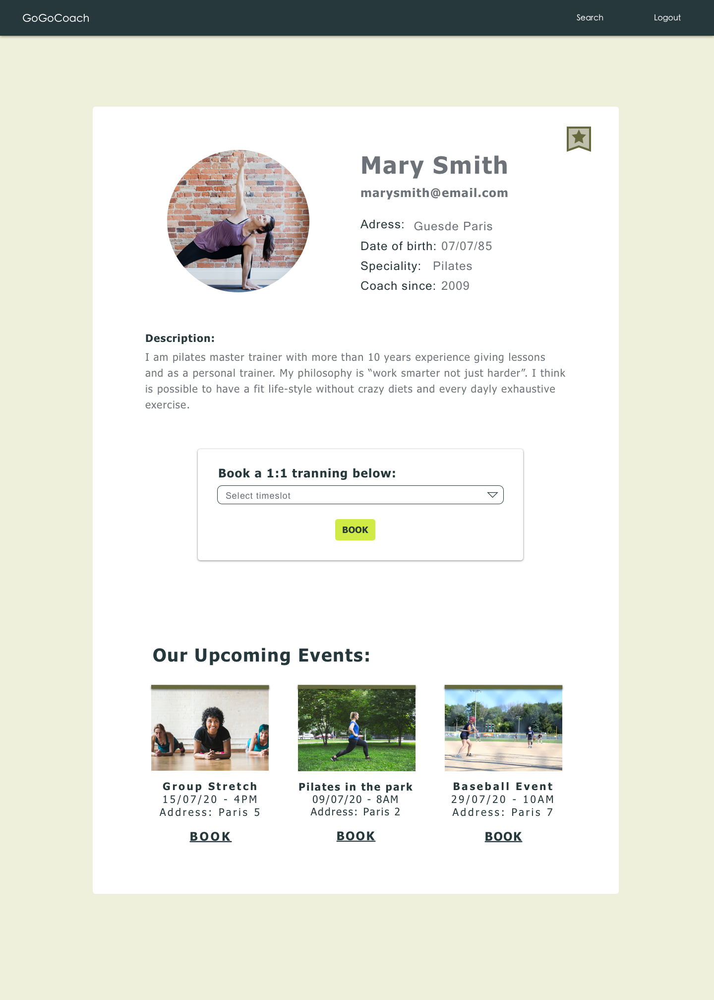 GoGoCoach
Search
Logout
Mary Smith
marysmith@email.com
Adress: Guesde Paris
Date of birth: 07/07/85
Speciality: Pilates
Coach since: 2009
Description:
I am pilates master trainer with more than 10 years experience giving lessons
and as a personal trainer. My philosophy is “work smarter not just harder”. I think
is possible to have a fit life-style without crazy diets and every dayly exhaustive
exercise.
Book a 1:1 tranning below:
Select timeslot
BOOK
Our Upcoming Events:
Group Stretch
15/07/20 - 4PM
Address: Paris 5
BOOK
Pilates in the park
09/07/20 - 8AM
Address: Paris 2
BOOK
Baseball Event
29/07/20 - 10AM
Address: Paris 7
BOOK